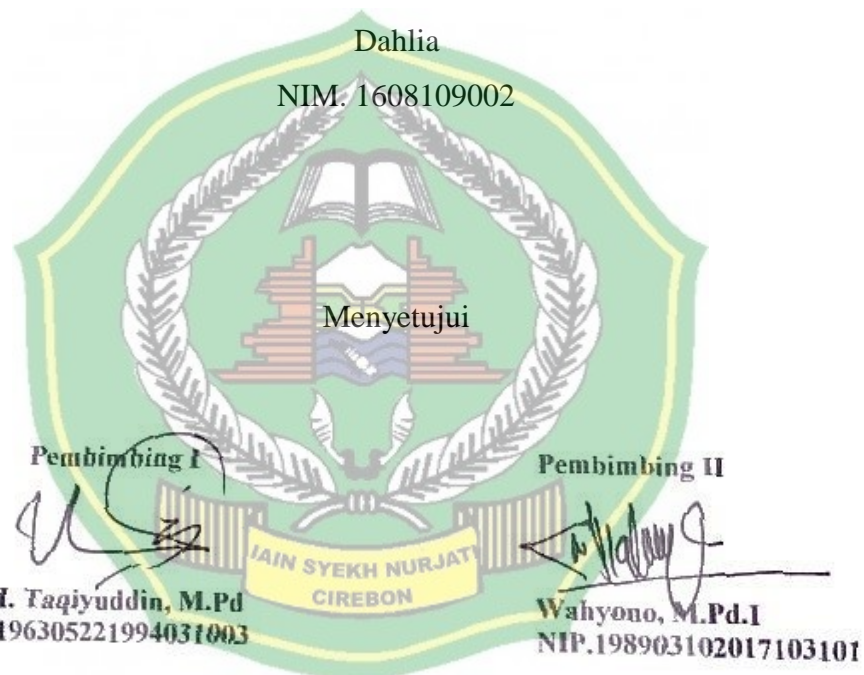 Dahlia
NIM. 1608109002
Menyetujui
Pembimbing I
Pembimbing II
IAIN SYEKH NURJATI
CIREBON
I. Taqiyuddin, M.Pd
196305221994031003
Wahyono, M.Pd.I
NIP.198903102017103101